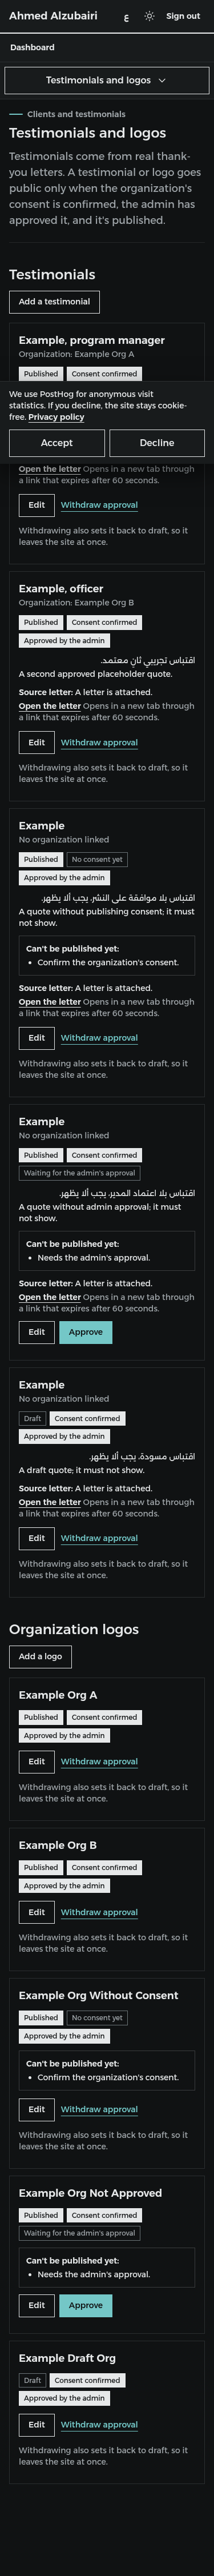 Ahmed Alzubairi
ع
Sign out
Dashboard
Testimonials and logos
Clients and testimonials
Testimonials and logos
Testimonials come from real thank-
you letters. A testimonial or logo goes
public only when the organization's
consent is confirmed, the admin has
approved it, and it's published.
Testimonials
Add a testimonial
Example, program manager
Organization: Example Org A
Published
Consent confirmed
We use PostHog for anonymous visit
statistics. If you decline, the site stays cookie-
free. Privacy policy
Accept
Decline
Open the letter Opens in a new tab through
a link that expires after 60 seconds.
Edit
Withdraw approval
Withdrawing also sets it back to draft, so it
leaves the site at once.
Example, officer
Organization: Example Org B
Published
Consent confirmed
Approved by the admin
اقتباس تجريبي ثانٍ معتمد.
A second approved placeholder quote.
Source letter: A letter is attached.
Open the letter Opens in a new tab through
a link that expires after 60 seconds.
Edit
Withdraw approval
Withdrawing also sets it back to draft, so it
leaves the site at once.
Example
No organization linked
Published
No consent yet
Approved by the admin
اقتباس بلا موافقة على النشر، يجب ألا يظهر.
A quote without publishing consent; it must
not show.
Can't be published yet:
• Confirm the organization's consent.
Source letter: A letter is attached.
Open the letter Opens in a new tab through
a link that expires after 60 seconds.
Edit
Withdraw approval
Withdrawing also sets it back to draft, so it
leaves the site at once.
Example
No organization linked
Published
Consent confirmed
Waiting for the admin's approval
اقتباس بلا اعتماد المدير، يجب ألا يظهر.
A quote without admin approval; it must
not show.
Can't be published yet:
• Needs the admin's approval.
Source letter: A letter is attached.
Open the letter Opens in a new tab through
a link that expires after 60 seconds.
Edit
Approve
Example
No organization linked
Draft
Consent confirmed
Approved by the admin
اقتباس مسودة، يجب ألا يظهر.
A draft quote; it must not show.
Source letter: A letter is attached.
Open the letter Opens in a new tab through
a link that expires after 60 seconds.
Edit
Withdraw approval
Withdrawing also sets it back to draft, so it
leaves the site at once.
Organization logos
Add a logo
Example Org A
Published
Consent confirmed
Approved by the admin
Edit
Withdraw approval
Withdrawing also sets it back to draft, so it
leaves the site at once.
Example Org B
Published
Consent confirmed
Approved by the admin
Edit
Withdraw approval
Withdrawing also sets it back to draft, so it
leaves the site at once.
Example Org Without Consent
Published
No consent yet
Approved by the admin
Can't be published yet:
• Confirm the organization's consent.
Edit
Withdraw approval
Withdrawing also sets it back to draft, so it
leaves the site at once.
Example Org Not Approved
Published
Consent confirmed
Waiting for the admin's approval
Can't be published yet:
• Needs the admin's approval.
Edit
Approve
Example Draft Org
Draft
Consent confirmed
Approved by the admin
Edit
Withdraw approval
Withdrawing also sets it back to draft, so it
leaves the site at once.